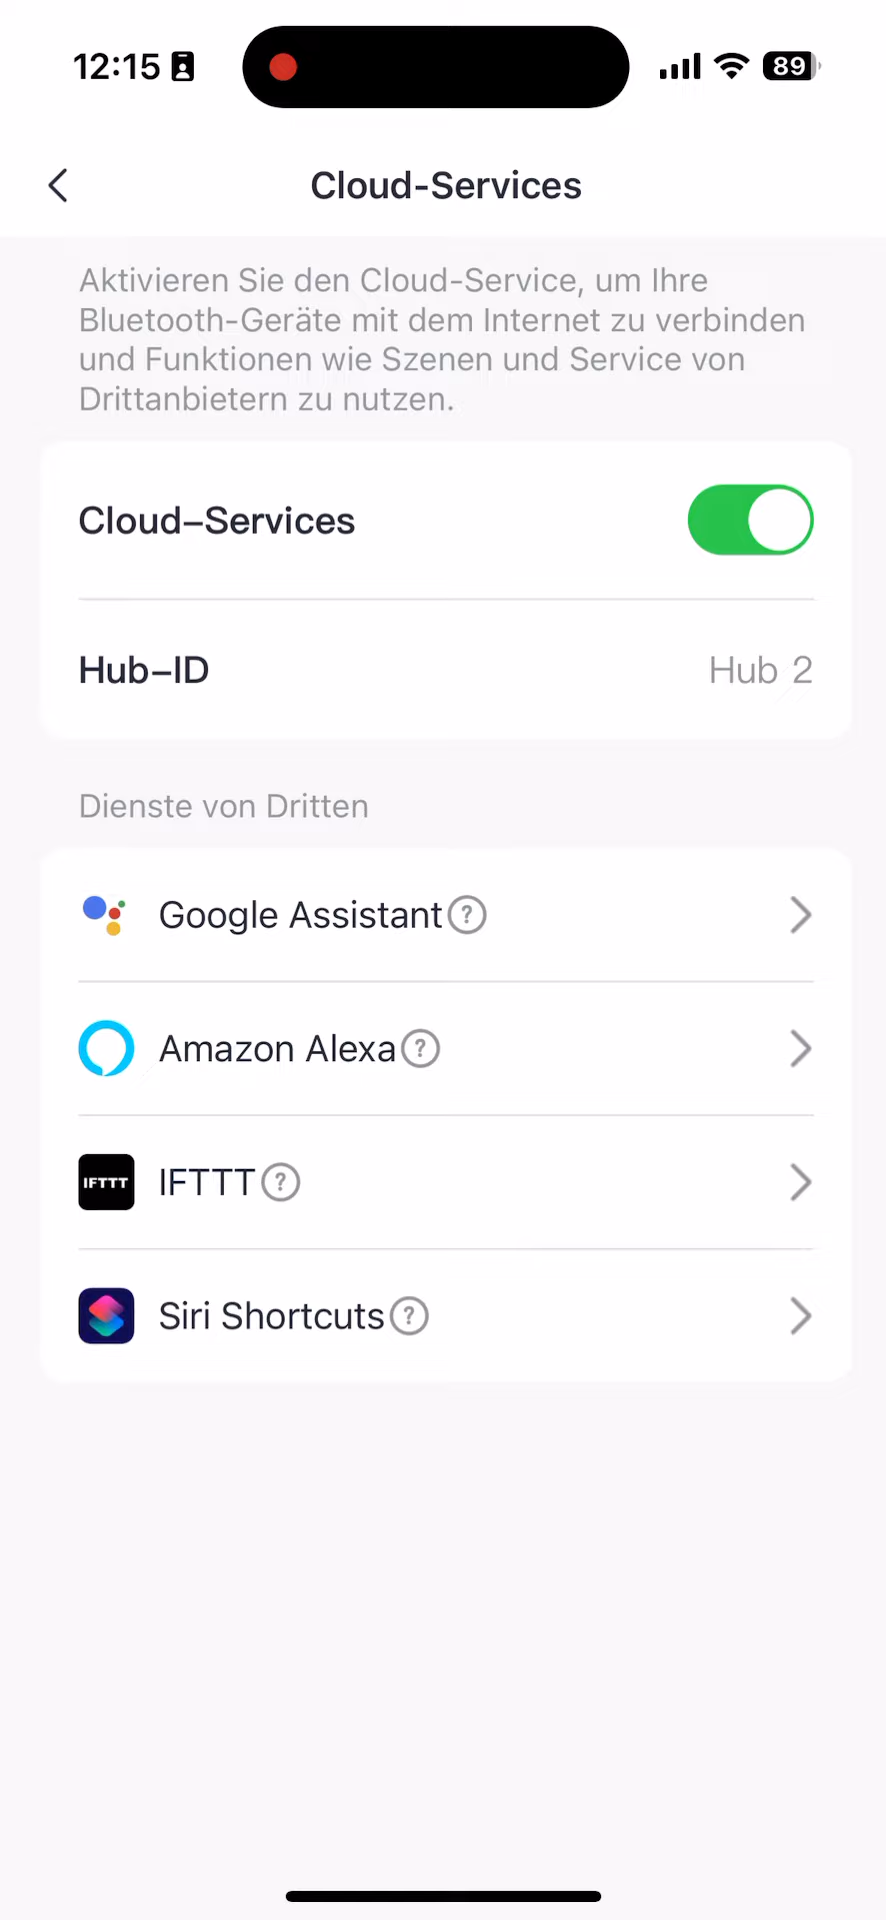 12:15
89
Cloud-Services
Aktivieren Sie den Cloud-Service, um Ihre
Bluetooth-Geräte mit dem Internet zu verbinden
und Funktionen wie Szenen und Service von
Drittanbietern zu nutzen.
Cloud–Services
Hub–ID Hub 2
Dienste von Dritten
Google Assistant ?
Amazon Alexa ?
IFTTT IFTTT ?
Siri Shortcuts ?